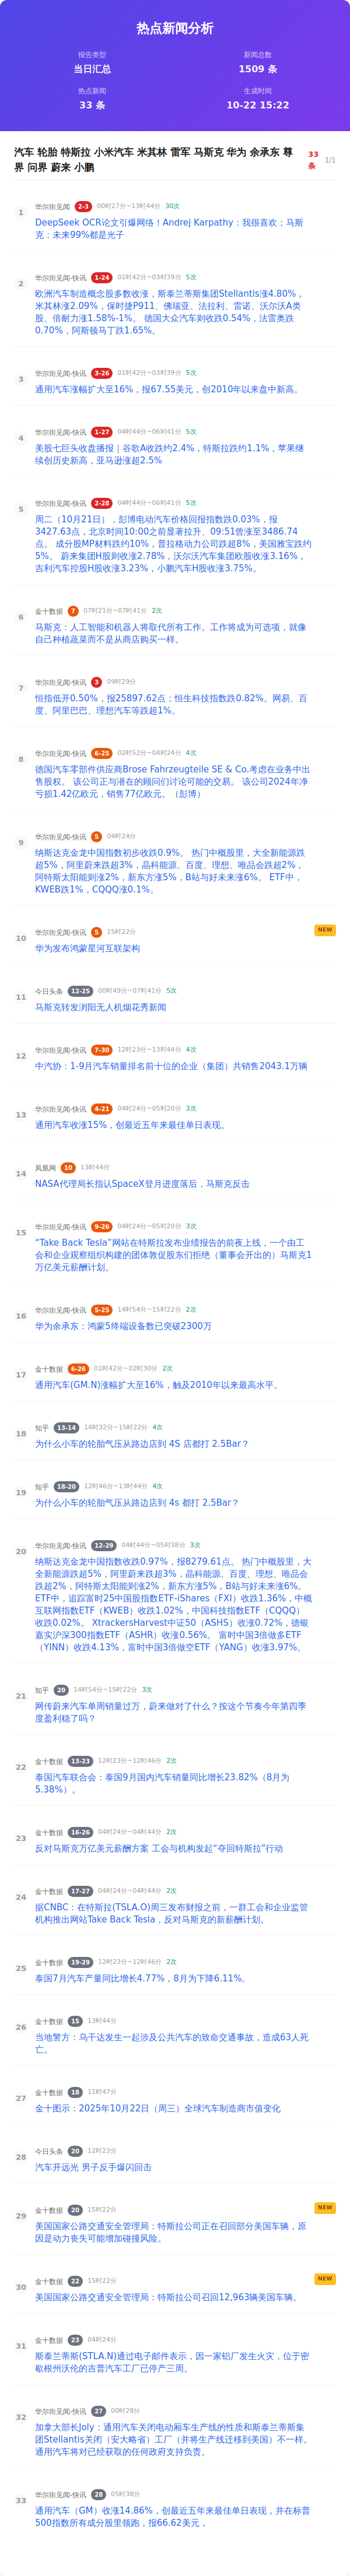 热点新闻分析
报告类型
当日汇总
新闻总数
1509 条
热点新闻
33 条
生成时间
10-22 15:22
汽车 轮胎 特斯拉 小米汽车 米其林 雷军 马斯克 华为 余承东 尊
界 问界 蔚来 小鹏
33
条
1/1
1
华尔街见闻 2-3 00时27分~13时44分 30次
DeepSeek OCR论文引爆网络！Andrej Karpathy：我很喜欢；马斯
克：未来99%都是光子
2
华尔街见闻-快讯 1-24 01时42分~03时39分 5次
欧洲汽车制造概念股多数收涨，斯泰兰蒂斯集团Stellantis涨4.80%，
米其林涨2.09%，保时捷P911、佛瑞亚、法拉利、雷诺、沃尔沃A类
股、倍耐力涨1.58%-1%。 德国大众汽车则收跌0.54%，法雷奥跌
0.70%，阿斯顿马丁跌1.65%。
3
华尔街见闻-快讯 3-26 01时42分~03时39分 5次
通用汽车涨幅扩大至16%，报67.55美元，创2010年以来盘中新高。
4
华尔街见闻-快讯 1-27 04时44分~06时41分 5次
美股七巨头收盘播报｜谷歌A收跌约2.4%，特斯拉跌约1.1%，苹果继
续创历史新高，亚马逊涨超2.5%
5
华尔街见闻-快讯 2-28 04时44分~06时41分 5次
周二（10月21日），彭博电动汽车价格回报指数跌0.03%，报
3427.63点，北京时间10:00之前显著拉升、09:51曾涨至3486.74
点。 成分股MP材料跌约10%，普拉格动力公司跌超8%，美国雅宝跌约
5%。 蔚来集团H股则收涨2.78%，沃尔沃汽车集团欧股收涨3.16%，
吉利汽车控股H股收涨3.23%，小鹏汽车H股收涨3.75%。
6
金十数据 7 07时21分~07时41分 2次
马斯克：人工智能和机器人将取代所有工作。工作将成为可选项，就像
自己种植蔬菜而不是从商店购买一样。
7
华尔街见闻-快讯 3 09时29分
恒指低开0.50%，报25897.62点；恒生科技指数跌0.82%。网易、百
度、阿里巴巴、理想汽车等跌超1%。
8
华尔街见闻-快讯 6-25 02时52分~04时24分 4次
德国汽车零部件供应商Brose Fahrzeugteile SE & Co.考虑在业务中出
售股权。 该公司正与潜在的顾问们讨论可能的交易。 该公司2024年净
亏损1.42亿欧元，销售77亿欧元。（彭博）
9
华尔街见闻-快讯 5 04时24分
纳斯达克金龙中国指数初步收跌0.9%。 热门中概股里，大全新能源跌
超5%，阿里蔚来跌超3%，晶科能源、百度、理想、唯品会跌超2%，
阿特斯太阳能则涨2%，新东方涨5%，B站与好未来涨6%。 ETF中，
KWEB跌1%，CQQQ涨0.1%。
10
华尔街见闻-快讯 5 15时22分
NEW
华为发布鸿蒙星河互联架构
11
今日头条 12-25 00时49分~07时41分 5次
马斯克转发浏阳无人机烟花秀新闻
12
华尔街见闻-快讯 7-30 12时23分~13时44分 4次
中汽协：1-9月汽车销量排名前十位的企业（集团）共销售2043.1万辆
13
华尔街见闻-快讯 4-21 04时24分~05时20分 3次
通用汽车收涨15%，创最近五年来最佳单日表现。
14
凤凰网 10 13时44分
NASA代理局长指认SpaceX登月进度落后，马斯克反击
15
华尔街见闻-快讯 9-26 04时24分~05时20分 3次
“Take Back Tesla”网站在特斯拉发布业绩报告的前夜上线，一个由工
会和企业观察组织构建的团体敦促股东们拒绝（董事会开出的）马斯克1
万亿美元薪酬计划。
16
华尔街见闻-快讯 5-25 14时54分~15时22分 2次
华为余承东：鸿蒙5终端设备数已突破2300万
17
金十数据 6-26 01时42分~02时30分 2次
通用汽车(GM.N)涨幅扩大至16%，触及2010年以来最高水平。
18
知乎 13-14 14时32分~15时22分 4次
为什么小车的轮胎气压从路边店到 4S 店都打 2.5Bar？
19
知乎 18-20 12时46分~13时44分 4次
为什么小车的轮胎气压从路边店到 4s 都打 2.5Bar？
20
华尔街见闻-快讯 12-29 04时44分~05时38分 3次
纳斯达克金龙中国指数收跌0.97%，报8279.61点。 热门中概股里，大
全新能源跌超5%，阿里蔚来跌超3%，晶科能源、百度、理想、唯品会
跌超2%，阿特斯太阳能则涨2%，新东方涨5%，B站与好未来涨6%。
ETF中，追踪富时25中国股指数ETF-iShares（FXI）收跌1.36%，中概
互联网指数ETF（KWEB）收跌1.02%，中国科技指数ETF（CQQQ）
收跌0.02%。 XtrackersHarvest中证50（ASHS）收涨0.72%，德银
嘉实沪深300指数ETF（ASHR）收涨0.56%。 富时中国3倍做多ETF
（YINN）收跌4.13%，富时中国3倍做空ETF（YANG）收涨3.97%。
21
知乎 20 14时54分~15时22分 3次
网传蔚来汽车单周销量过万，蔚来做对了什么？按这个节奏今年第四季
度盈利稳了吗？
22
金十数据 13-23 12时23分~12时46分 2次
泰国汽车联合会：泰国9月国内汽车销量同比增长23.82%（8月为
5.38%）。
23
金十数据 16-26 04时24分~04时44分 2次
反对马斯克万亿美元薪酬方案 工会与机构发起“夺回特斯拉”行动
24
金十数据 17-27 04时24分~04时44分 2次
据CNBC：在特斯拉(TSLA.O)周三发布财报之前，一群工会和企业监管
机构推出网站Take Back Tesla，反对马斯克的新薪酬计划。
25
金十数据 19-29 12时23分~12时46分 2次
泰国7月汽车产量同比增长4.77%，8月为下降6.11%。
26
金十数据 15 13时44分
当地警方：乌干达发生一起涉及公共汽车的致命交通事故，造成63人死
亡。
27
金十数据 18 11时47分
金十图示：2025年10月22日（周三）全球汽车制造商市值变化
28
今日头条 20 12时23分
汽车开远光 男子反手爆闪回击
29
金十数据 20 15时22分
NEW
美国国家公路交通安全管理局：特斯拉公司正在召回部分美国车辆，原
因是动力丧失可能增加碰撞风险。
30
金十数据 22 15时22分
NEW
美国国家公路交通安全管理局：特斯拉公司召回12,963辆美国车辆。
31
金十数据 23 04时24分
斯泰兰蒂斯(STLA.N)通过电子邮件表示，因一家铝厂发生火灾，位于密
歇根州沃伦的吉普汽车工厂已停产三周。
32
华尔街见闻-快讯 27 00时28分
加拿大部长Joly：通用汽车关闭电动厢车生产线的性质和斯泰兰蒂斯集
团Stellantis关闭（安大略省）工厂（并将生产线迁移到美国）不一样。
通用汽车将对已经获取的任何政府支持负责。
33
华尔街见闻-快讯 28 05时38分
通用汽车（GM）收涨14.86%，创最近五年来最佳单日表现，并在标普
500指数所有成分股里领跑，报66.62美元，